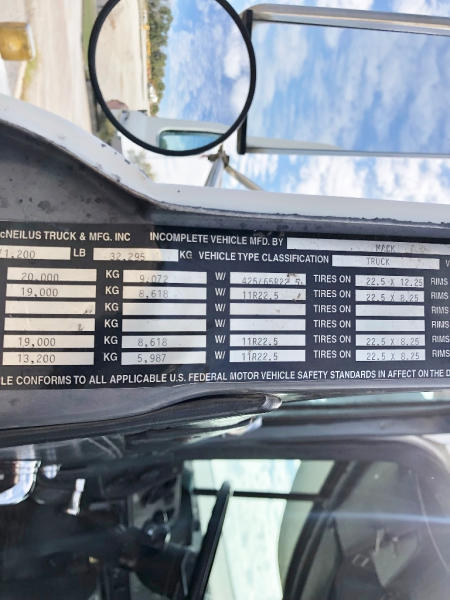 cNEILUS TRUCK & MFG. INC INCOMPLETE VEHICLE MFD. BY MACK
71,200 LB 32,295 KG VEHICLE TYPE CLASSIFICATION TRUCK V
20,000 KG 9,072 W/ 425/65R22.5 TIRES ON 22.5 X 12.25 RIMS
19,000 KG 8,618 W/ 11R22.5 TIRES ON 22.5 X 8.25 RIMS
KG W/ TIRES ON RIMS
KG W/ TIRES ON RIMS
19,000 KG 8,618 W/ 11R22.5 TIRES ON 22.5 X 8.25 RIMS
13,200 KG 5,987 W/ 11R22.5 TIRES ON 22.5 X 8.25 RIMS
LE CONFORMS TO ALL APPLICABLE U.S. FEDERAL MOTOR VEHICLE SAFETY STANDARDS IN AFFECT ON THE D